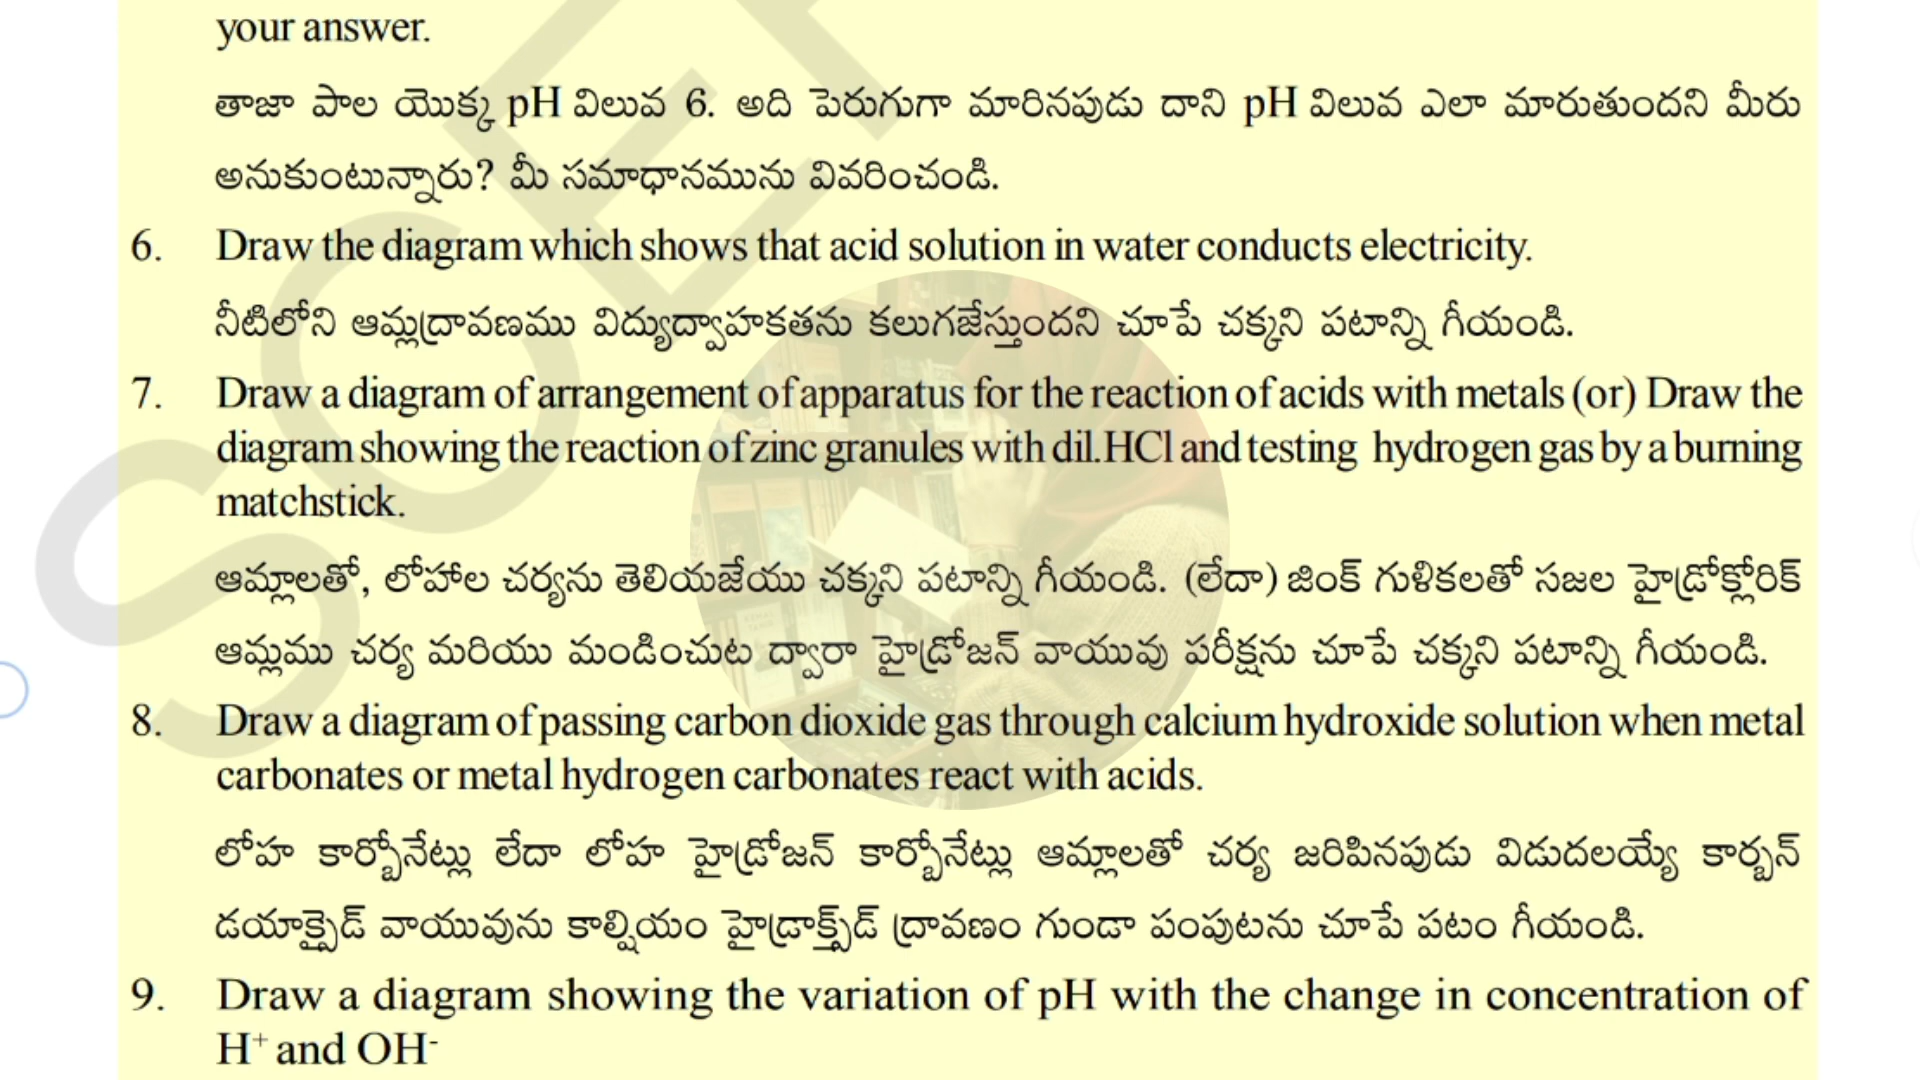 your answer.
తాజా పాల యొక్క pH విలువ 6. అది పెరుగుగా మారినపుడు దాని pH విలువ ఎలా మారుతుందని మీరు
అనుకుంటున్నారు? మీ సమాధానమును వివరించండి.
6. Draw the diagram which shows that acid solution in water conducts electricity.
నీటిలోని ఆమ్లద్రావణము విద్యుద్వాహకతను కలుగజేస్తుందని చూపే చక్కని పటాన్ని గీయండి.
7. Draw a diagram of arrangement of apparatus for the reaction of acids with metals (or) Draw the
diagram showing the reaction of zinc granules with dil.HCl and testing hydrogen gas by a burning
matchstick.
ఆమ్లాలతో, లోహాల చర్యను తెలియజేయు చక్కని పటాన్ని గీయండి. (లేదా) జింక్ గుళికలతో సజల హైడ్రోక్లోరిక్
ఆమ్లము చర్య మరియు మండించుట ద్వారా హైడ్రోజన్ వాయువు పరీక్షను చూపే చక్కని పటాన్ని గీయండి.
8. Draw a diagram of passing carbon dioxide gas through calcium hydroxide solution when metal
carbonates or metal hydrogen carbonates react with acids.
లోహ కార్బోనేట్లు లేదా లోహ హైడ్రోజన్ కార్బోనేట్లు ఆమ్లాలతో చర్య జరిపినపుడు విడుదలయ్యే కార్బన్
డయాక్సైడ్ వాయువును కాల్షియం హైడ్రాక్సైడ్ ద్రావణం గుండా పంపుటను చూపే పటం గీయండి.
9. Draw a diagram showing the variation of pH with the change in concentration of
H⁺ and OH⁻